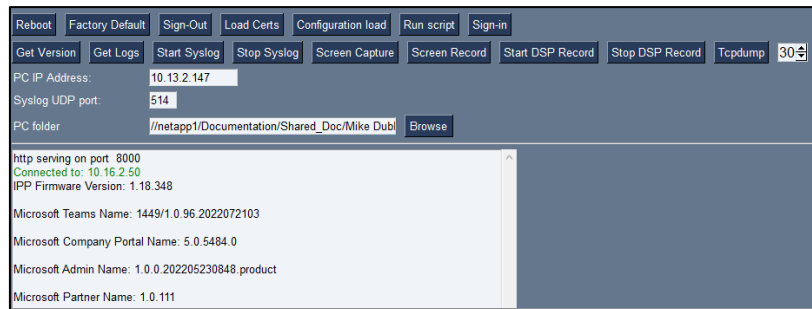 Reboot Factory Default Sign-Out Load Certs Configuration load Run script Sign-in
Get Version Get Logs Start Syslog Stop Syslog Screen Capture Screen Record Start DSP Record Stop DSP Record Tcpdump 30
PC IP Address: 10.13.2.147
Syslog UDP port: 514
PC folder //netapp1/Documentation/Shared_Doc/Mike Dubl Browse
http serving on port 8000
Connected to: 10.16.2.50
IPP Firmware Version: 1.18.348
Microsoft Teams Name: 1449/1.0.96.2022072103
Microsoft Company Portal Name: 5.0.5484.0
Microsoft Admin Name: 1.0.0.202205230848.product
Microsoft Partner Name: 1.0.111